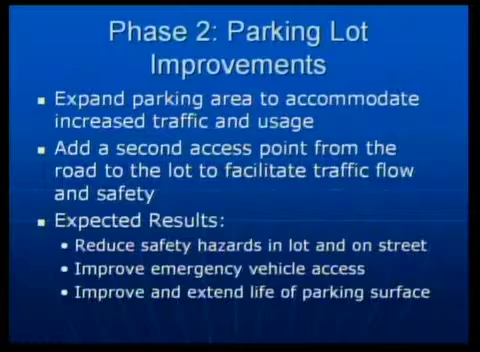 Phase 2: Parking Lot
Improvements
▪ Expand parking area to accommodate
increased traffic and usage
▪ Add a second access point from the
road to the lot to facilitate traffic flow
and safety
▪ Expected Results:
• Reduce safety hazards in lot and on street
• Improve emergency vehicle access
• Improve and extend life of parking surface